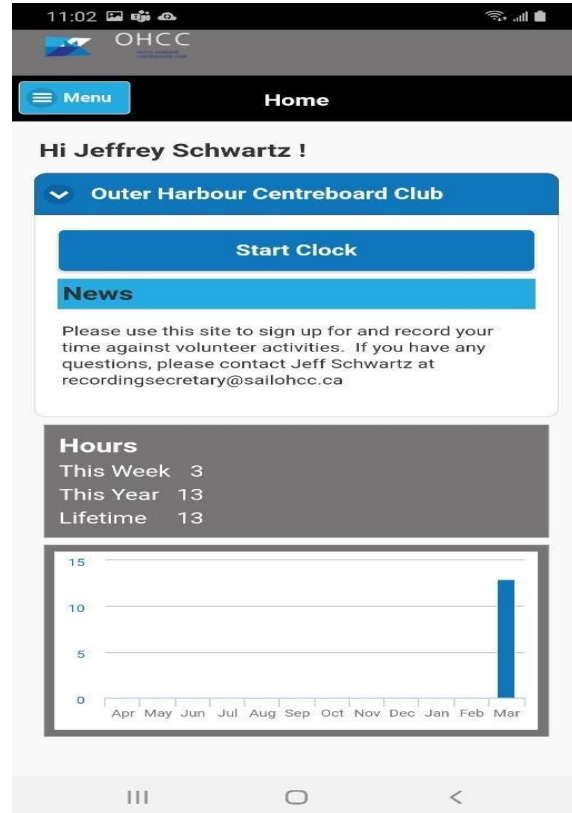 11:02
OHCC
Menu
Home
Hi Jeffrey Schwartz !
Outer Harbour Centreboard Club
Start Clock
News
Please use this site to sign up for and record your
time against volunteer activities.  If you have any
questions, please contact Jeff Schwartz at
recordingsecretary@sailohcc.ca
Hours
This Week 3
This Year 13
Lifetime 13
15
10
5
0
Apr May Jun Jul Aug Sep Oct Nov Dec Jan Feb Mar